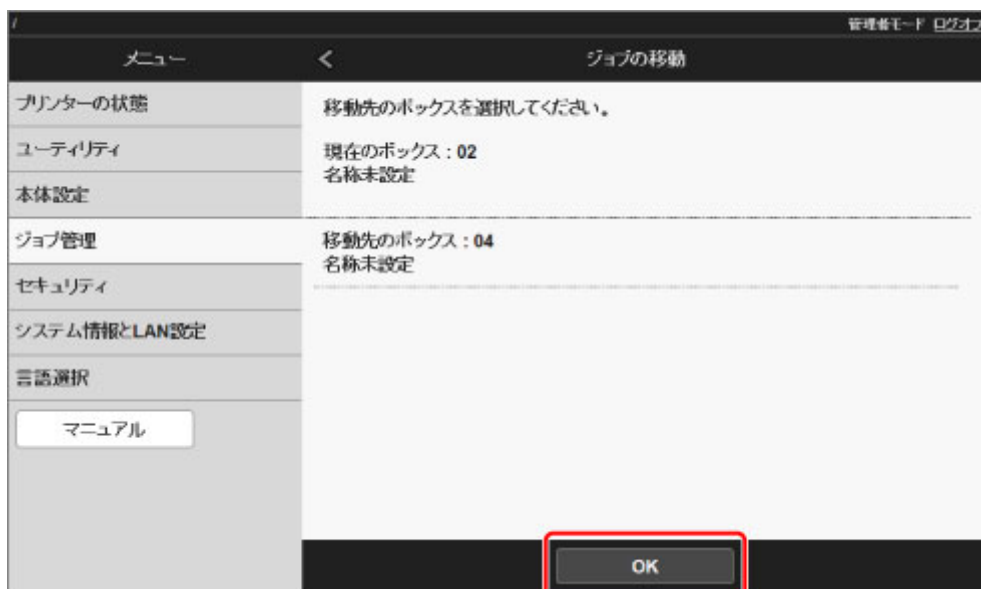 /
管理者モード ログオフ
メニュー
<
ジョブの移動
プリンターの状態
ユーティリティ
本体設定
ジョブ管理
セキュリティ
システム情報とLAN設定
言語選択
マニュアル
移動先のボックスを選択してください。
現在のボックス : 02
名称未設定
移動先のボックス : 04
名称未設定
OK